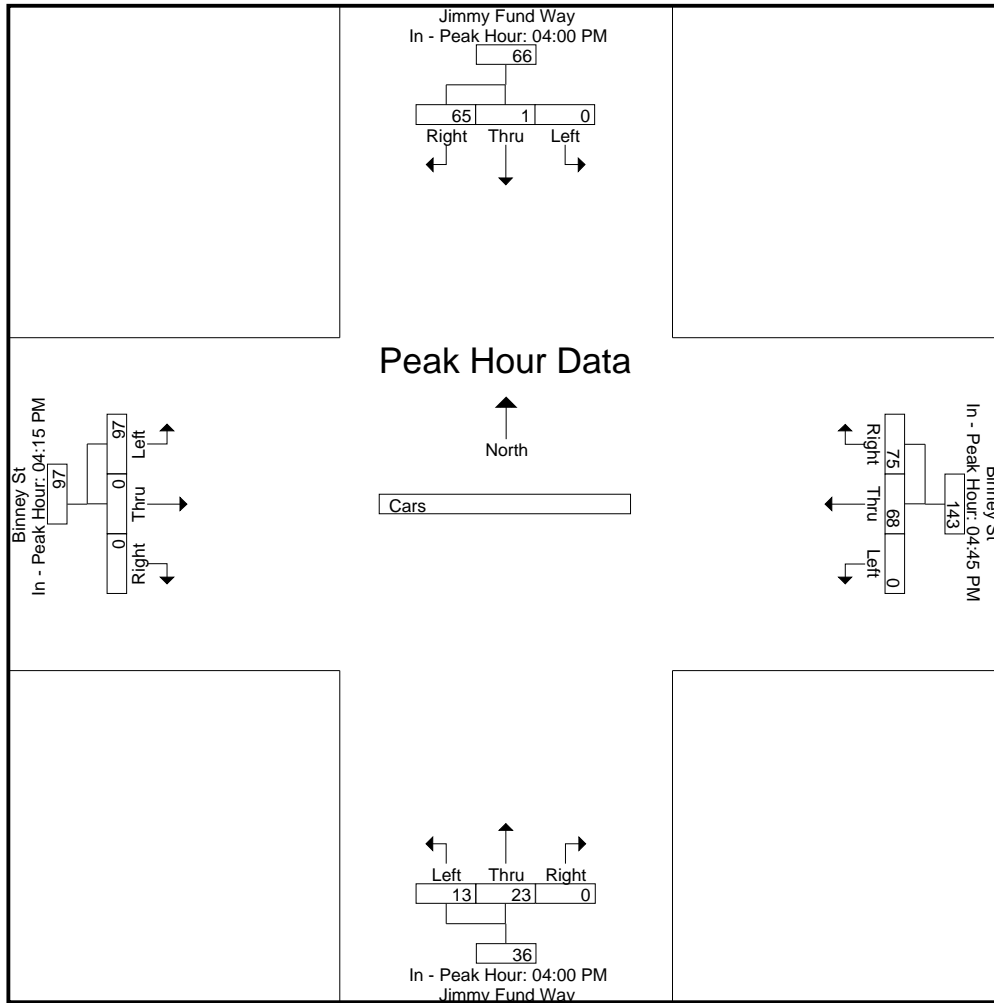 Jimmy Fund Way
In - Peak Hour: 04:00 PM
66
65 1 0
Right Thru Left
Peak Hour Data
North
Cars
Binney St
In - Peak Hour: 04:15 PM
97
97 0 0
Left Thru Right
Binney St
In - Peak Hour: 04:45 PM
143
75 68 0
Right Thru Left
Left Thru Right
13 23 0
36
In - Peak Hour: 04:00 PM
Jimmy Fund Way